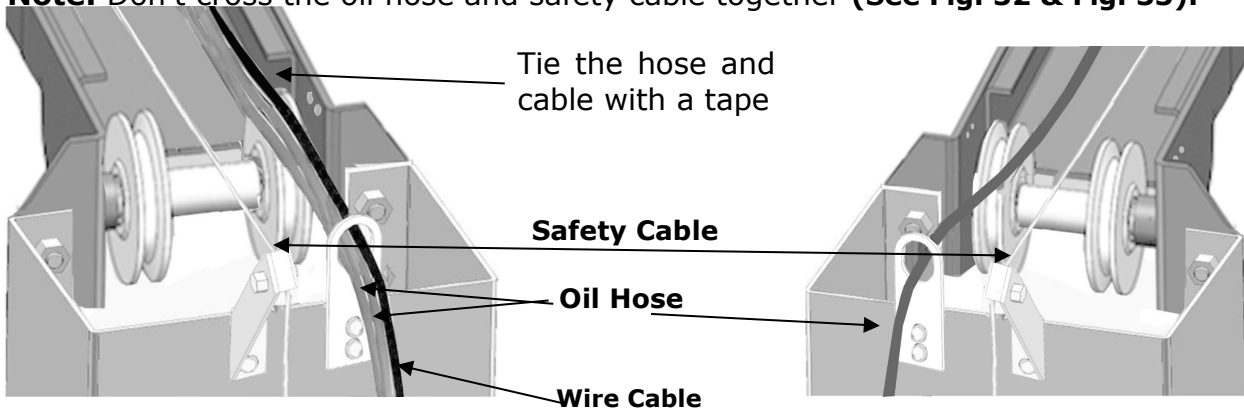 Note: Don't cross the oil hose and safety cable together (See Fig. 32 & Fig. 33).
Tie the hose and
cable with a tape
Safety Cable
Oil Hose
Wire Cable